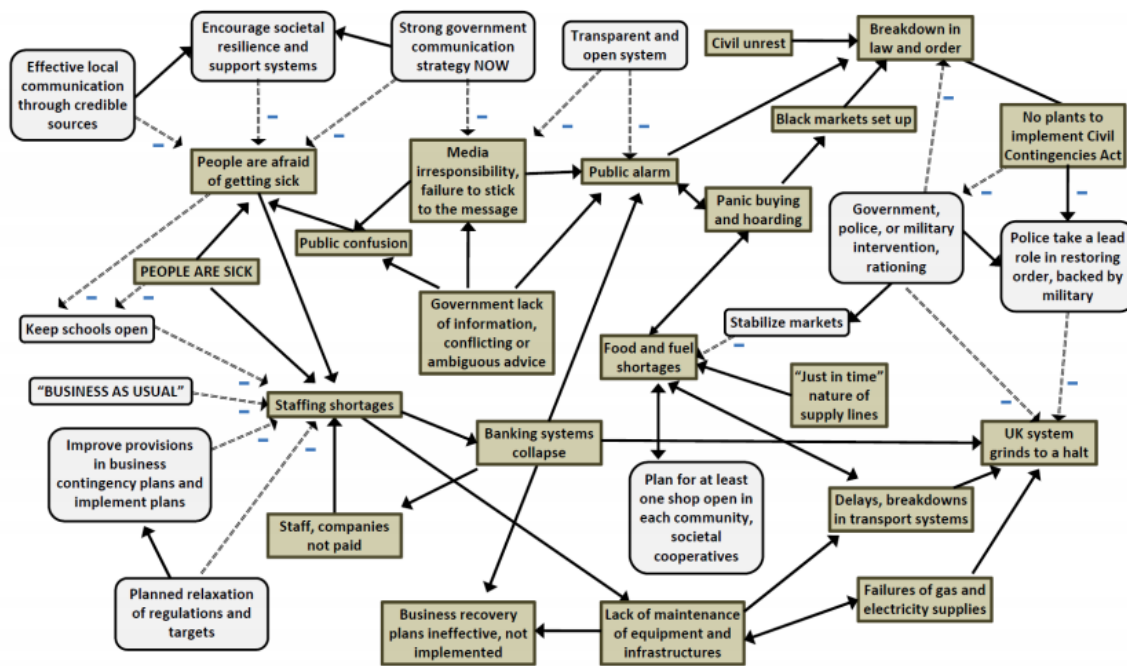 Encourage societal
resilience and
support systems
Strong government
communication
strategy NOW
Transparent and
open system
Civil unrest
Breakdown in
law and order
Effective local
communication
through credible
sources
Black markets set up
No plants to
implement Civil
Contingencies Act
People are afraid
of getting sick
Media
irresponsibility,
failure to stick
to the message
Public alarm
Panic buying
and hoarding
Government,
police, or military
intervention,
rationing
Police take a lead
role in restoring
order, backed by
military
Public confusion
PEOPLE ARE SICK
Government lack
of information,
conflicting or
ambiguous advice
Keep schools open
Stabilize markets
Food and fuel
shortages
"Just in time"
nature of
supply lines
"BUSINESS AS USUAL"
Staffing shortages
Banking systems
collapse
UK system
grinds to a halt
Improve provisions
in business
contingency plans and
implement plans
Plan for at least
one shop open in
each community,
societal
cooperatives
Delays, breakdowns
in transport systems
Staff, companies
not paid
Planned relaxation
of regulations and
targets
Business recovery
plans ineffective, not
implemented
Lack of maintenance
of equipment and
infrastructures
Failures of gas and
electricity supplies